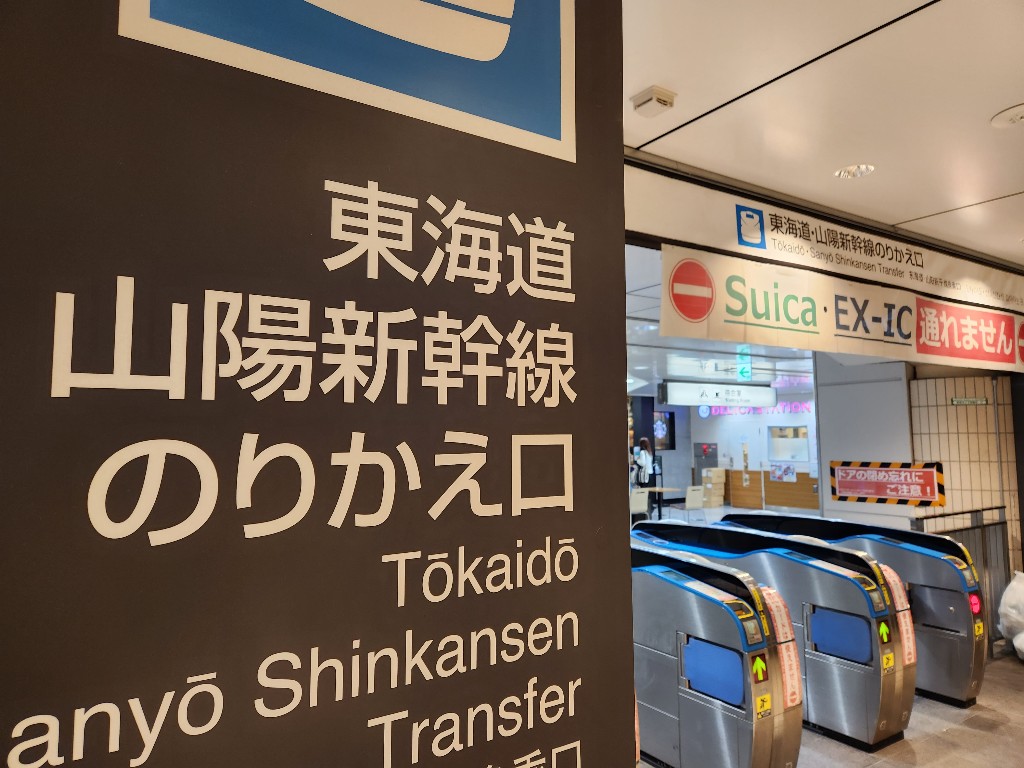 東海道
山陽新幹線
のりかえ口
Tōkaidō
anyō Shinkansen
Transfer
東海道・山陽新幹線のりかえ口
Tōkaidō・Sanyō Shinkansen Transfer
Suica・EX-IC 通れません
ドアの閉め忘れに
ご注意！